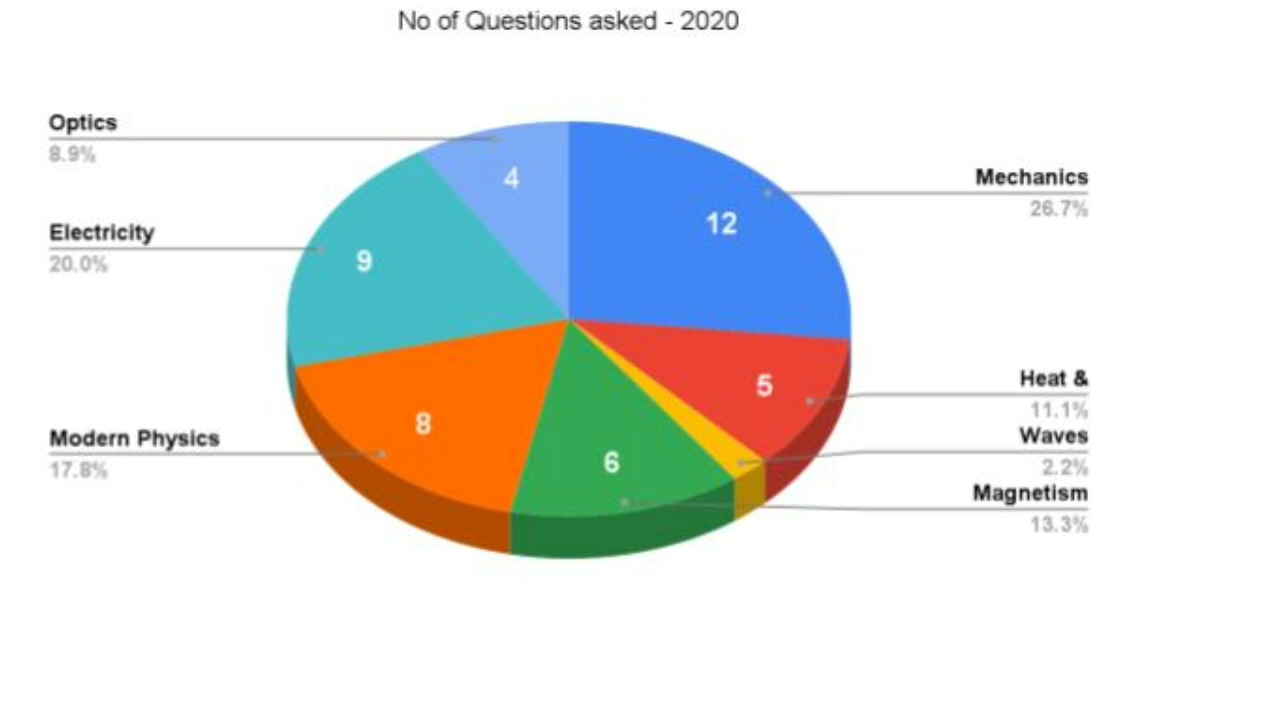 No of Questions asked - 2020
Optics
8.9%
4
Mechanics
26.7%
12
Electricity
20.0%
9
Heat &
11.1%
5
Waves
2.2%
Modern Physics
17.8%
8
6
Magnetism
13.3%